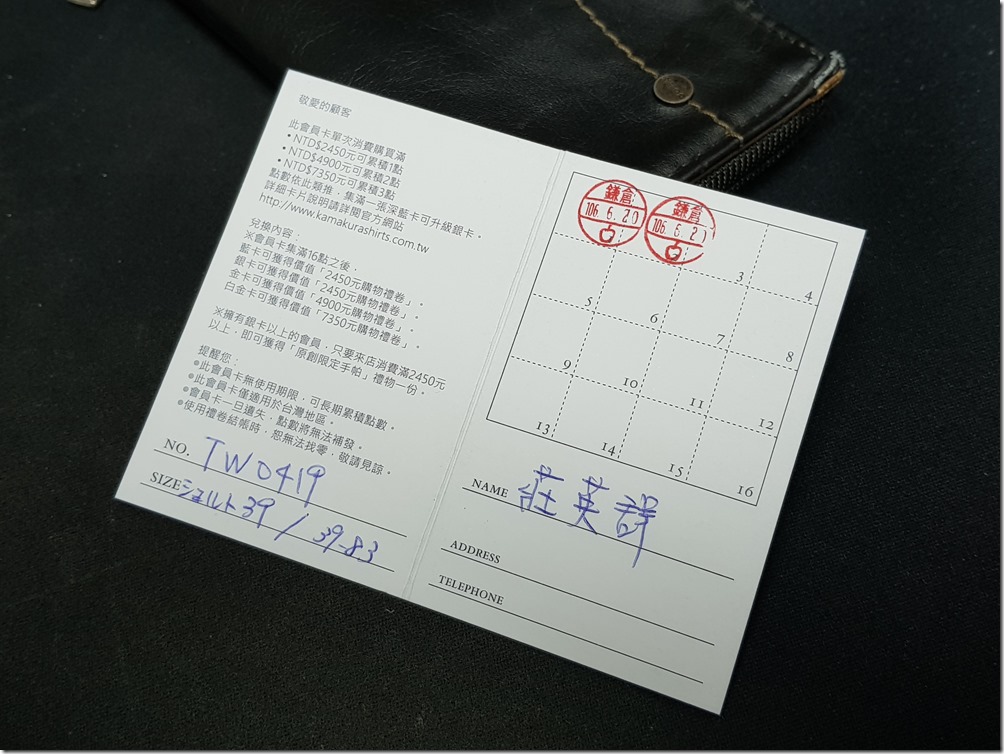 敬愛的顧客
此會員卡單次消費購買滿
• NTD$2450元可累積1點
• NTD$4900元可累積2點
• NTD$7350元可累積3點
點數依此類推，集滿一張深藍卡可升級銀卡。
詳細卡片說明請詳閱官方網站
http://www.kamakurashirts.com.tw
兌換內容：
※會員卡集滿16點之後，
藍卡可獲得價值「2450元購物禮卷」。
銀卡可獲得價值「2450元購物禮卷」。
金卡可獲得價值「4900元購物禮卷」。
白金卡可獲得價值「7350元購物禮卷」。
※擁有銀卡以上的會員，只要來店消費滿2450元
以上，即可獲得「原創限定手帕」禮物一份。
提醒您：
●此會員卡無使用期限，可長期累積點數。
●此會員卡僅適用於台灣地區。
●會員卡一旦遺失，點數將無法補發。
●使用禮卷結帳時，恕無法找零，敬請見諒。
NO. TW0419
SIZE シェルト39 / 39-83
鎌倉 鎌倉
106. 6. 20 106. 6. 20
3 4
5 6 7 8
9 10 11 12
13 14 15 16
NAME 莊英群
ADDRESS
TELEPHONE